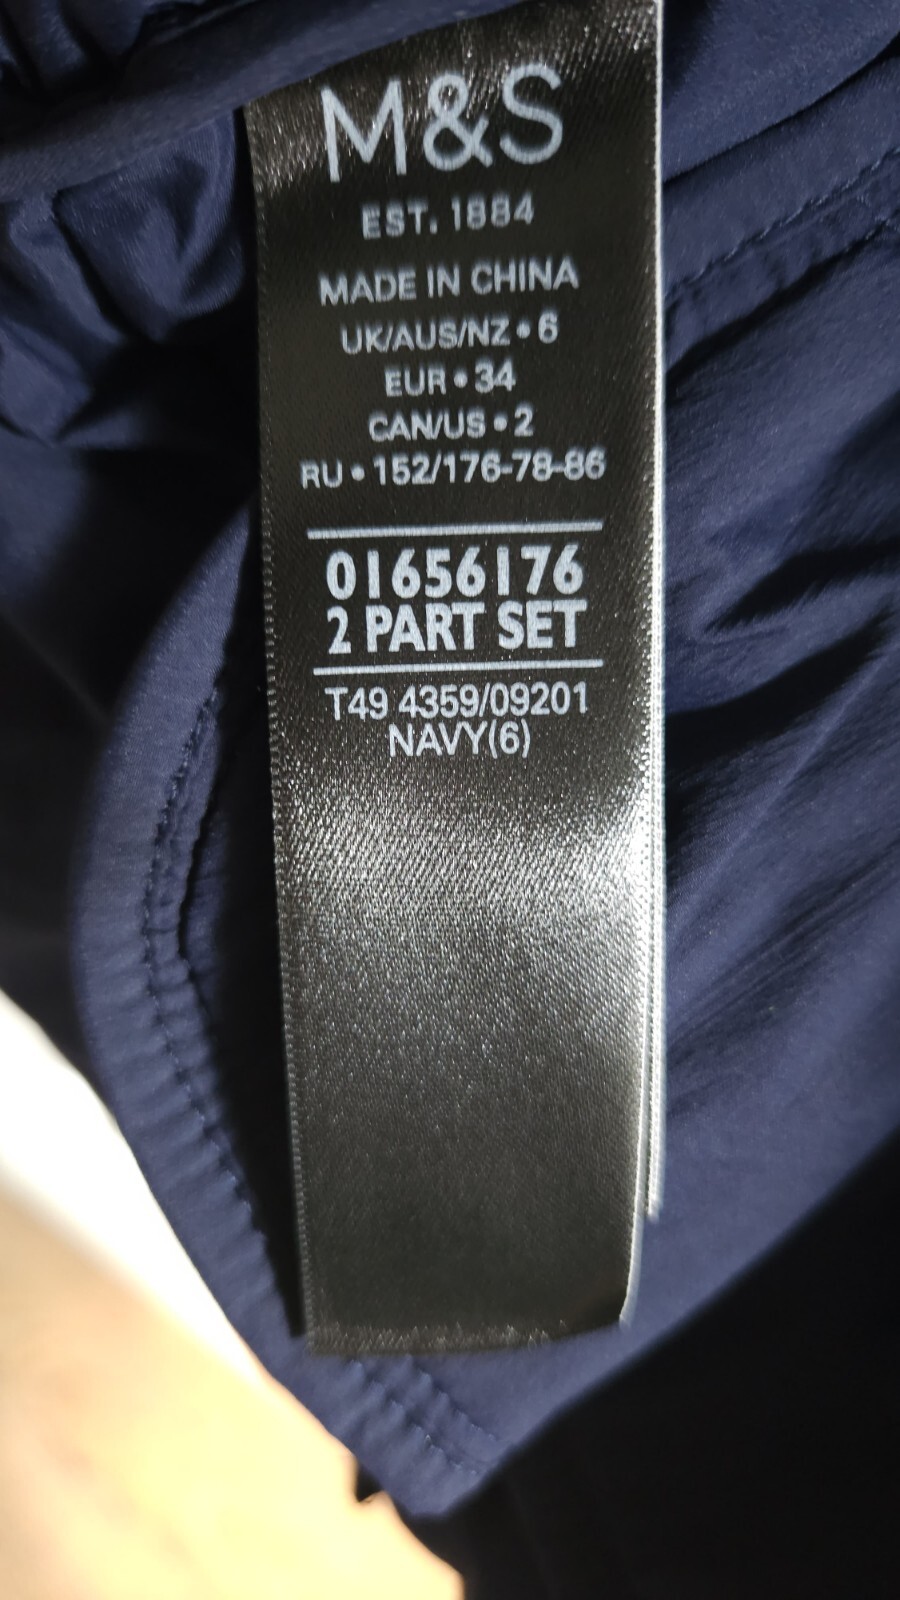 M&S
EST. 1884
MADE IN CHINA
UK/AUS/NZ • 6
EUR • 34
CAN/US • 2
RU • 152/176-78-86
01656176
2 PART SET
T49 4359/09201
NAVY(6)